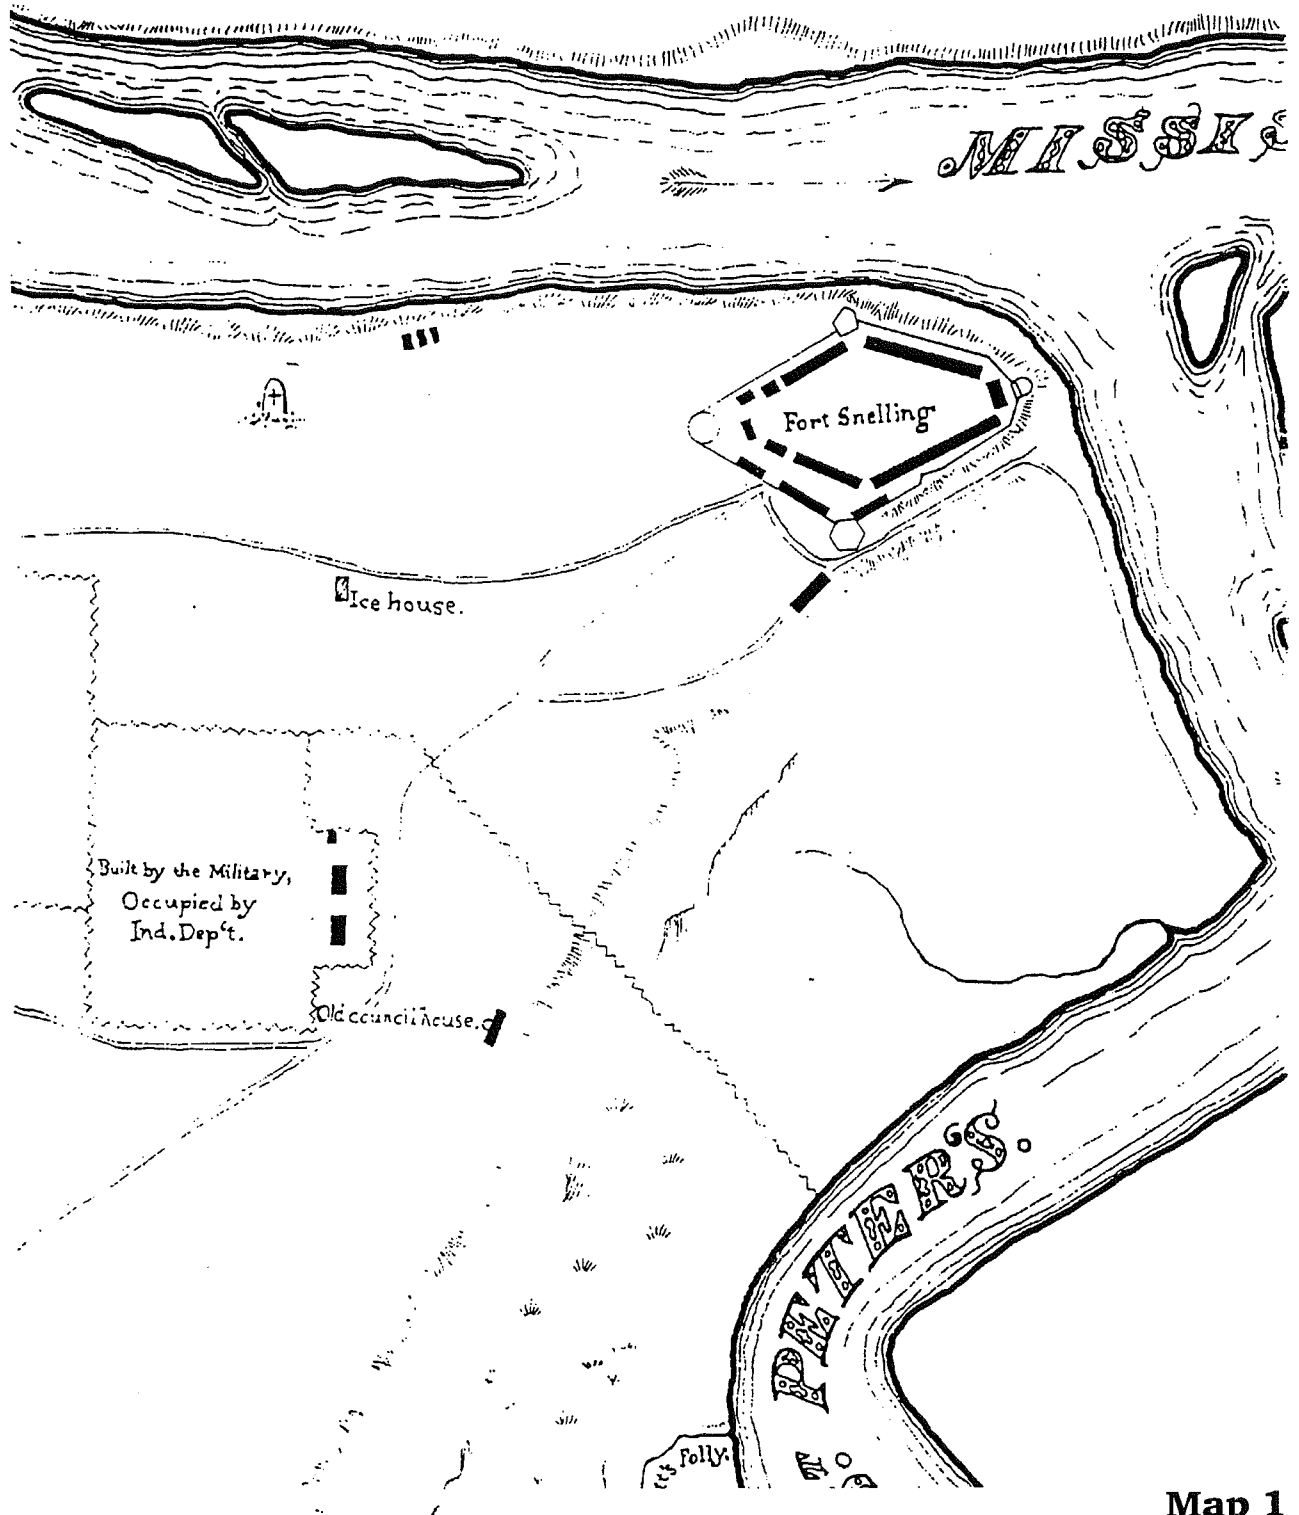 MISSIS
Fort Snelling
Ice house.
Built by the Military,
Occupied by
Ind. Dep't.
Old council house.
PETER'S.
Folly.
Map 1